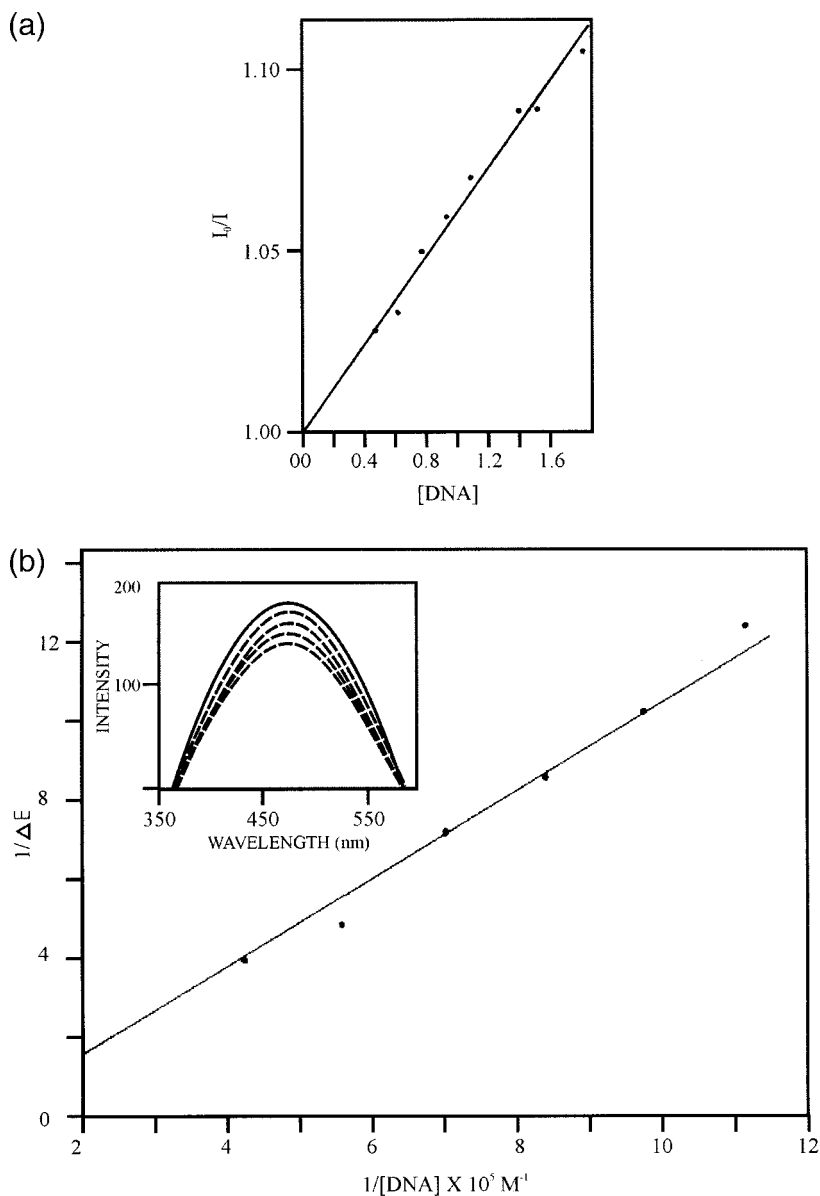 (a)
1.10
1.05
1.00
I₀/I
00 0.4 0.8 1.2 1.6
[DNA]
(b)
200
100
INTENSITY
350 450 550
WAVELENGTH (nm)
12
8
4
0
1/ΔE
2 4 6 8 10 12
1/[DNA] X 10⁵ M⁻¹